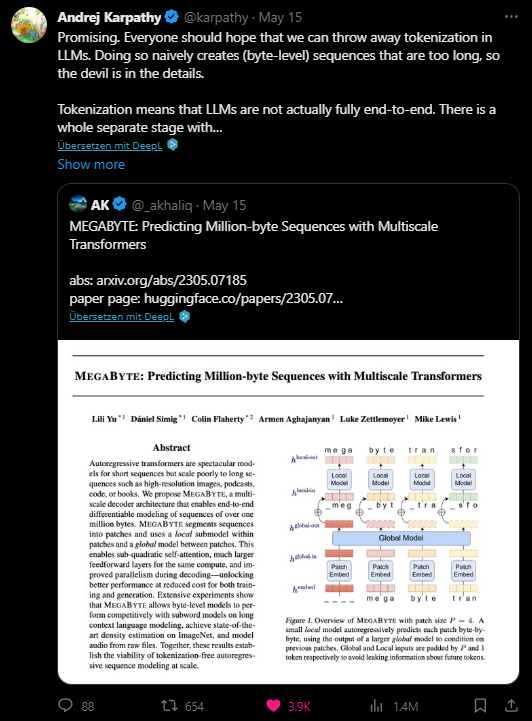 Andrej Karpathy @karpathy · May 15
Promising. Everyone should hope that we can throw away tokenization in
LLMs. Doing so naively creates (byte-level) sequences that are too long, so
the devil is in the details.
Tokenization means that LLMs are not actually fully end-to-end. There is a
whole separate stage with...
Übersetzen mit DeepL
Show more
AK @_akhaliq · May 15
MEGABYTE: Predicting Million-byte Sequences with Multiscale
Transformers
abs: arxiv.org/abs/2305.07185
paper page: huggingface.co/papers/2305.07...
Übersetzen mit DeepL
MEGABYTE: Predicting Million-byte Sequences with Multiscale Transformers
Lili Yu *1 Dániel Simig *1 Colin Flaherty *2 Armen Aghajanyan 1 Luke Zettlemoyer 1 Mike Lewis 1
Abstract
Autoregressive transformers are spectacular mod-
els for short sequences but scale poorly to long se-
quences such as high-resolution images, podcasts,
code, or books. We propose MEGABYTE, a multi-
scale decoder architecture that enables end-to-end
differentiable modeling of sequences of over one
million bytes. MEGABYTE segments sequences
into patches and uses a local submodel within
patches and a global model between patches. This
enables sub-quadratic self-attention, much larger
feedforward layers for the same compute, and im-
proved parallelism during decoding—unlocking
better performance at reduced cost for both train-
ing and generation. Extensive experiments show
that MEGABYTE allows byte-level models to per-
form competitively with subword models on long
context language modeling, achieve state-of-the-
art density estimation on ImageNet, and model
audio from raw files. Together, these results estab-
lish the viability of tokenization-free autoregres-
sive sequence modeling at scale.
m e g a b y t e t r a n s f o r
h local-out
Local Model Local Model Local Model Local Model
h local-in
_ m e g _ b y t _ t r a _ s f o
h global-out
Global Model
h global-in
Patch Embed Patch Embed Patch Embed Patch Embed
h embed
_ _ _ _ m e g a b y t e t r a n
Figure 1. Overview of MEGABYTE with patch size P = 4. A
small local model autoregressively predicts each patch byte-by-
byte, using the output of a larger global model to condition on
previous patches. Global and Local inputs are padded by P and 1
token respectively to avoid leaking information about future tokens.
88 654 3.9K 1.4M